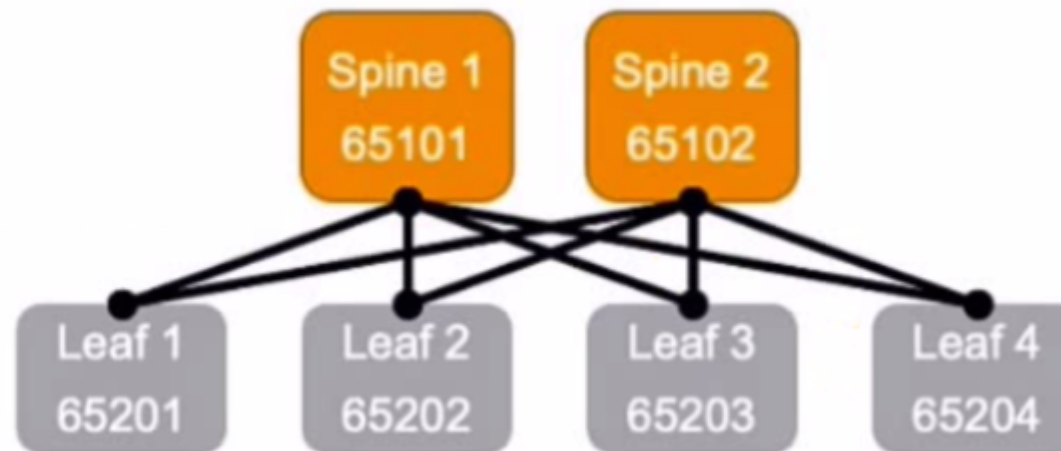 Spine 1
65101
Spine 2
65102
Leaf 1
65201
Leaf 2
65202
Leaf 3
65203
Leaf 4
65204